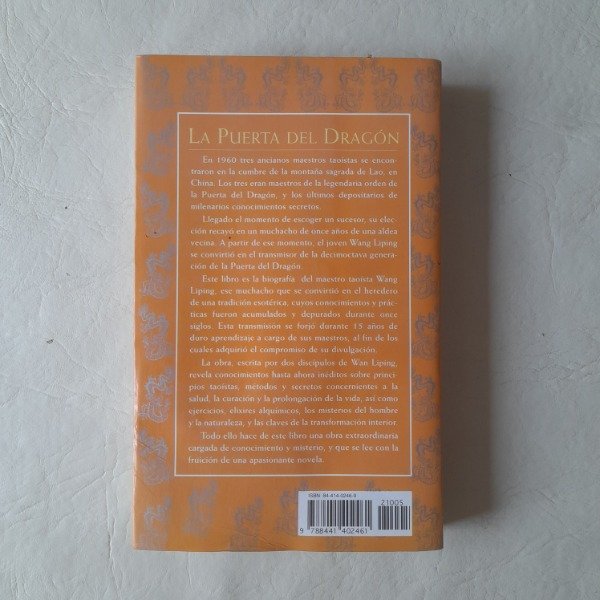 LA PUERTA DEL DRAGÓN
En 1960 tres ancianos maestros taoístas se encon-
traron en la cumbre de la montaña sagrada de Lao, en
China. Los tres eran maestros de la legendaria orden de
la Puerta del Dragón, y los últimos depositarios de
milenarios conocimientos secretos.
Llegado el momento de escoger un sucesor, su elec-
ción recayó en un muchacho de once años de una aldea
vecina. A partir de ese momento, el joven Wang Liping
se convirtió en el transmisor de la decimoctava genera-
ción de la Puerta del Dragón.
Este libro es la biografía del maestro taoísta Wang
Liping, ese muchacho que se convirtió en el heredero
de una tradición esotérica, cuyos conocimientos y prác-
ticas fueron acumulados y depurados durante once
siglos. Esta transmisión se forjó durante 15 años de
duro aprendizaje a cargo de sus maestros, al fin de los
cuales adquirió el compromiso de su divulgación.
La obra, escrita por dos discípulos de Wan Liping,
revela conocimientos hasta ahora inéditos sobre princi-
pios taoístas, métodos y secretos concernientes a la
salud, la curación y la prolongación de la vida, así como
ejercicios, elixires alquímicos, los misterios del hombre
y la naturaleza, y las claves de la transformación interior.
Todo ello hace de este libro una obra extraordinaria
cargada de conocimiento y misterio, y que se lee con la
fruición de una apasionante novela.
ISBN 84-414-0246-8
21005
9 788441 402461